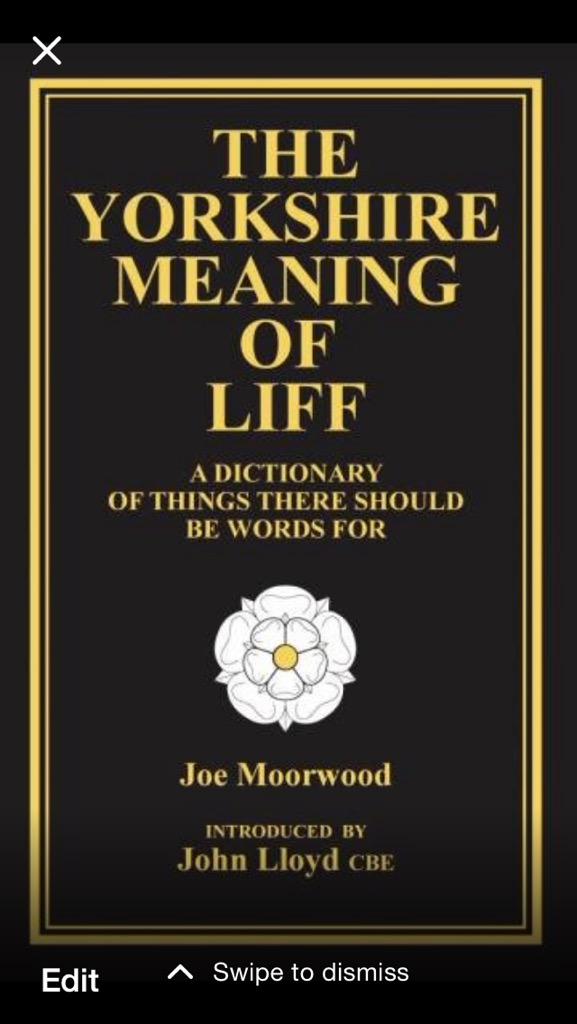 THE
YORKSHIRE
MEANING
OF
LIFF
A DICTIONARY
OF THINGS THERE SHOULD
BE WORDS FOR
Joe Moorwood
INTRODUCED BY
John Lloyd CBE
Edit
Swipe to dismiss